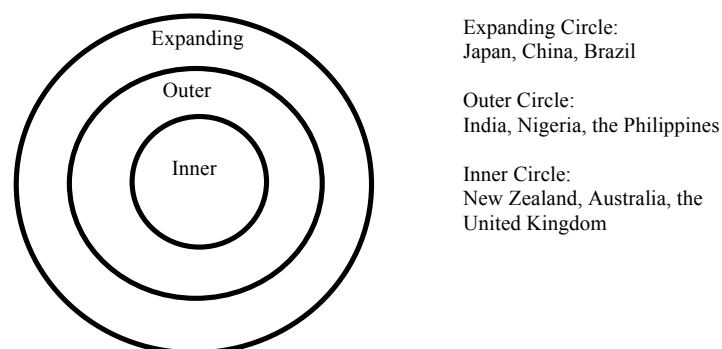 Expanding
Outer
Inner
Expanding Circle:
Japan, China, Brazil
Outer Circle:
India, Nigeria, the Philippines
Inner Circle:
New Zealand, Australia, the
United Kingdom